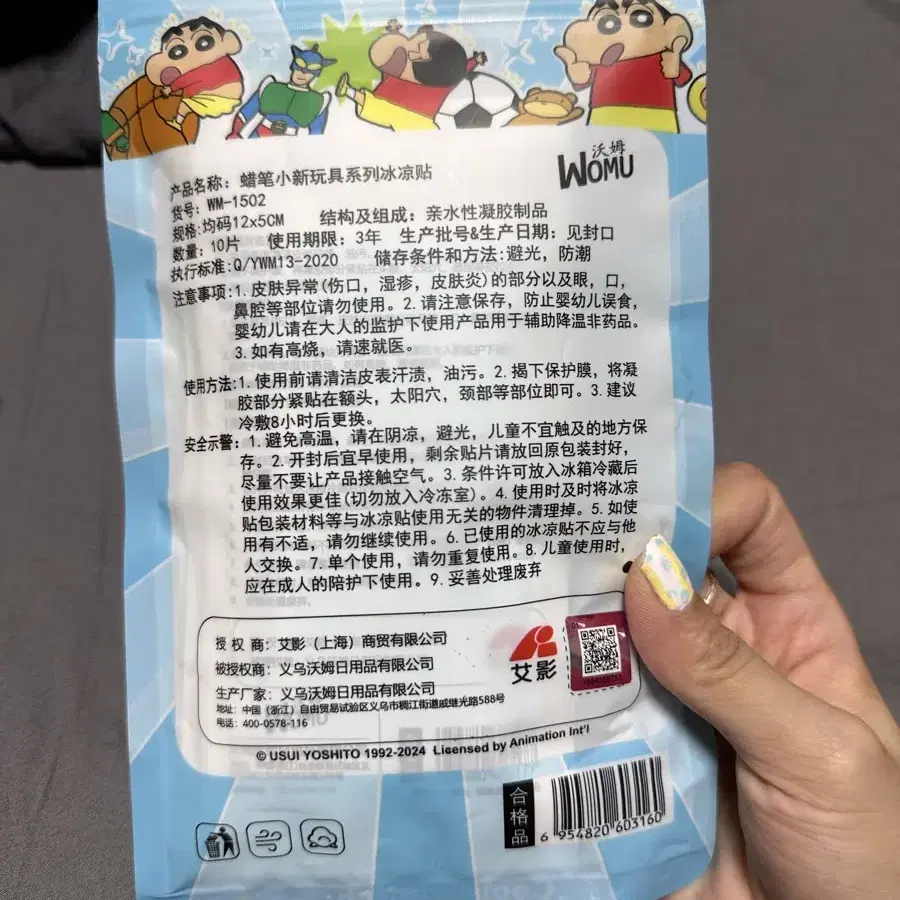 沃姆
WOMU
产品名称：蜡笔小新玩具系列冰凉贴
货号：WM-1502
规格：均码12x5CM 结构及组成：亲水性凝胶制品
数量：10片 使用期限：3年 生产批号&生产日期：见封口
执行标准：Q/YWM13-2020 储存条件和方法：避光，防潮
注意事项：1. 皮肤异常(伤口，湿疹，皮肤炎)的部分以及眼，口，
鼻腔等部位请勿使用。2. 请注意保存，防止婴幼儿误食，
婴幼儿请在大人的监护下使用产品用于辅助降温非药品。
3. 如有高烧，请速就医。
使用方法：1. 使用前请清洁皮表汗渍，油污。2. 揭下保护膜，将凝
胶部分紧贴在额头，太阳穴，颈部等部位即可。3. 建议
冷敷8小时后更换。
安全示警：1. 避免高温，请在阴凉，避光，儿童不宜触及的地方保
存。2. 开封后宜早使用，剩余贴片请放回原包装封好，
尽量不要让产品接触空气。3. 条件许可放入冰箱冷藏后
使用效果更佳(切勿放入冷冻室)。4. 使用时及时将冰凉
贴包装材料等与冰凉贴使用无关的物件清理掉。5. 如使
用有不适，请勿继续使用。6. 已使用的冰凉贴不应与他
人交换。7. 单个使用，请勿重复使用。8. 儿童使用时，
应在成人的陪护下使用。9. 妥善处理废弃
授权商：艾影（上海）商贸有限公司
被授权商：义乌沃姆日用品有限公司
生产厂家：义乌沃姆日用品有限公司
地址：中国（浙江）自由贸易试验区义乌市稠江街道戚继光路588号
电话：400-0578-116
艾影
© USUI YOSHITO 1992-2024 Licensed by Animation Int'l
合格品
6 954820 603160